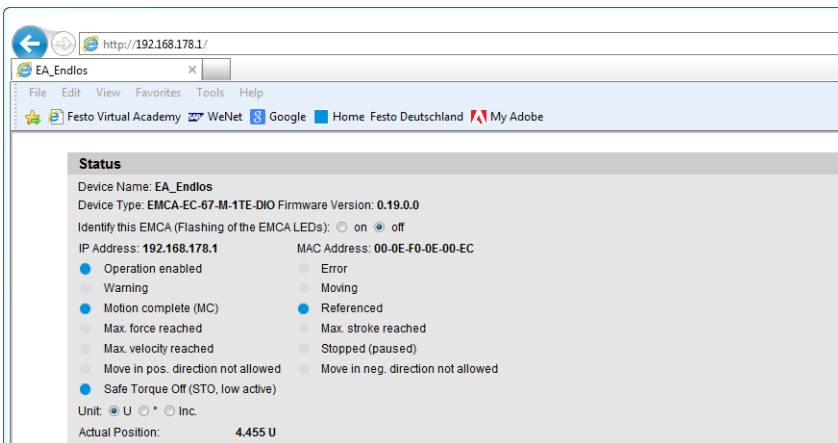 http://192.168.178.1/
EA_Endlos
File Edit View Favorites Tools Help
Festo Virtual Academy WeNet Google Home Festo Deutschland My Adobe
Status
Device Name: EA_Endlos
Device Type: EMCA-EC-67-M-1TE-DIO Firmware Version: 0.19.0.0
Identify this EMCA (Flashing of the EMCA LEDs): on off
IP Address: 192.168.178.1 MAC Address: 00-0E-F0-0E-00-EC
Operation enabled Error
Warning Moving
Motion complete (MC) Referenced
Max. force reached Max. stroke reached
Max. velocity reached Stopped (paused)
Move in pos. direction not allowed Move in neg. direction not allowed
Safe Torque Off (STO, low active)
Unit: U ° Inc.
Actual Position: 4.455 U